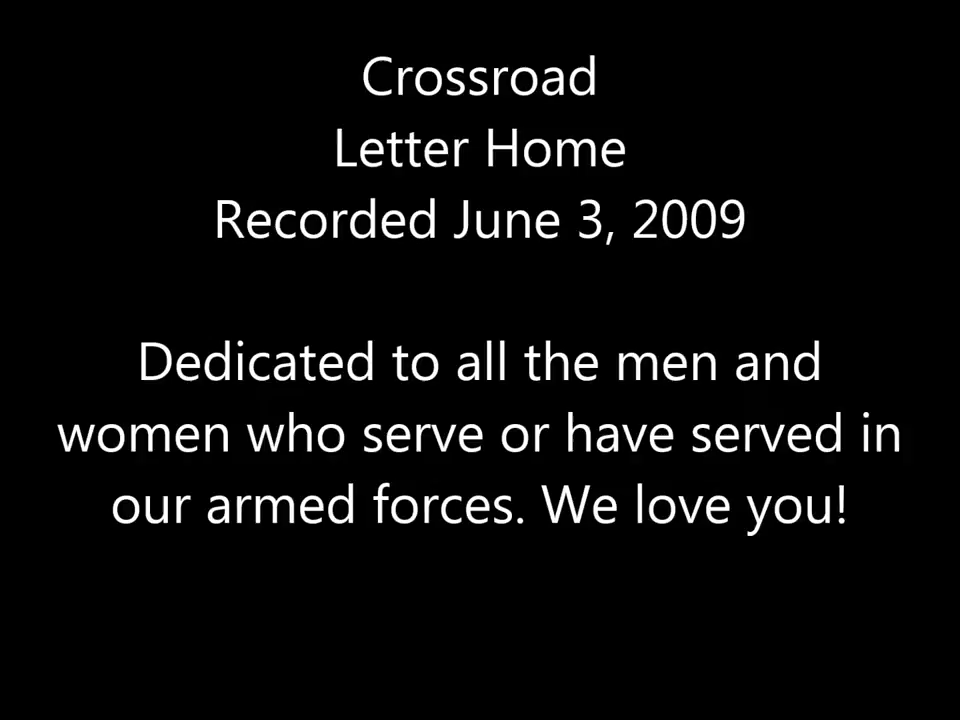 Crossroad
Letter Home
Recorded June 3, 2009
Dedicated to all the men and
women who serve or have served in
our armed forces. We love you!